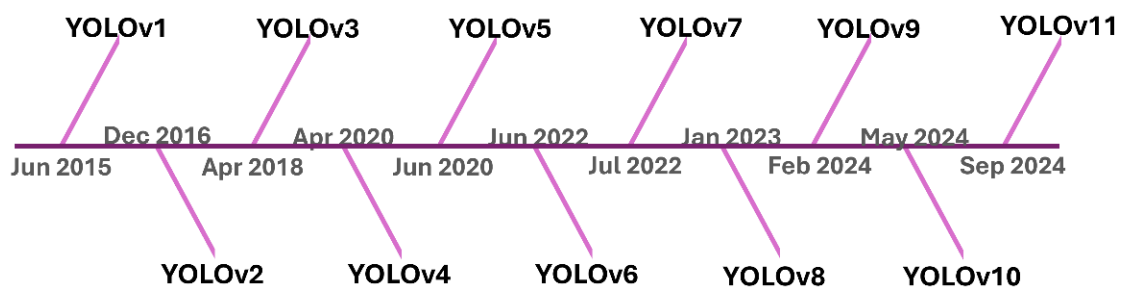 YOLOv1 YOLOv3 YOLOv5 YOLOv7 YOLOv9 YOLOv11
Dec 2016 Apr 2020 Jun 2022 Jan 2023 May 2024
Jun 2015 Apr 2018 Jun 2020 Jul 2022 Feb 2024 Sep 2024
YOLOv2 YOLOv4 YOLOv6 YOLOv8 YOLOv10